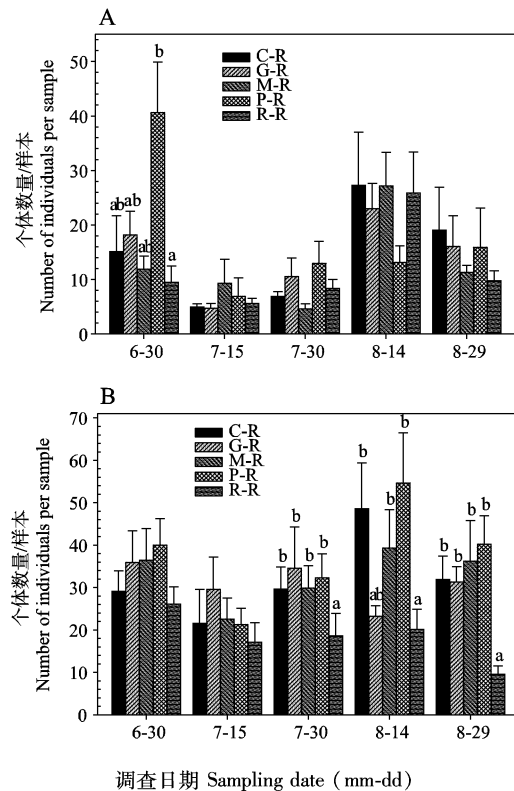 A
个体数量/样本
Number of individuals per sample
50
40
30
20
10
0
C-R
G-R
M-R
P-R
R-R
ab
ab
ab
b
a
6-30
7-15
7-30
8-14
8-29
B
个体数量/样本
Number of individuals per sample
70
60
50
40
30
20
10
0
C-R
G-R
M-R
P-R
R-R
b
b
b
b
a
b
ab
b
b
a
b
b
b
b
a
6-30
7-15
7-30
8-14
8-29
调查日期 Sampling date (mm-dd)